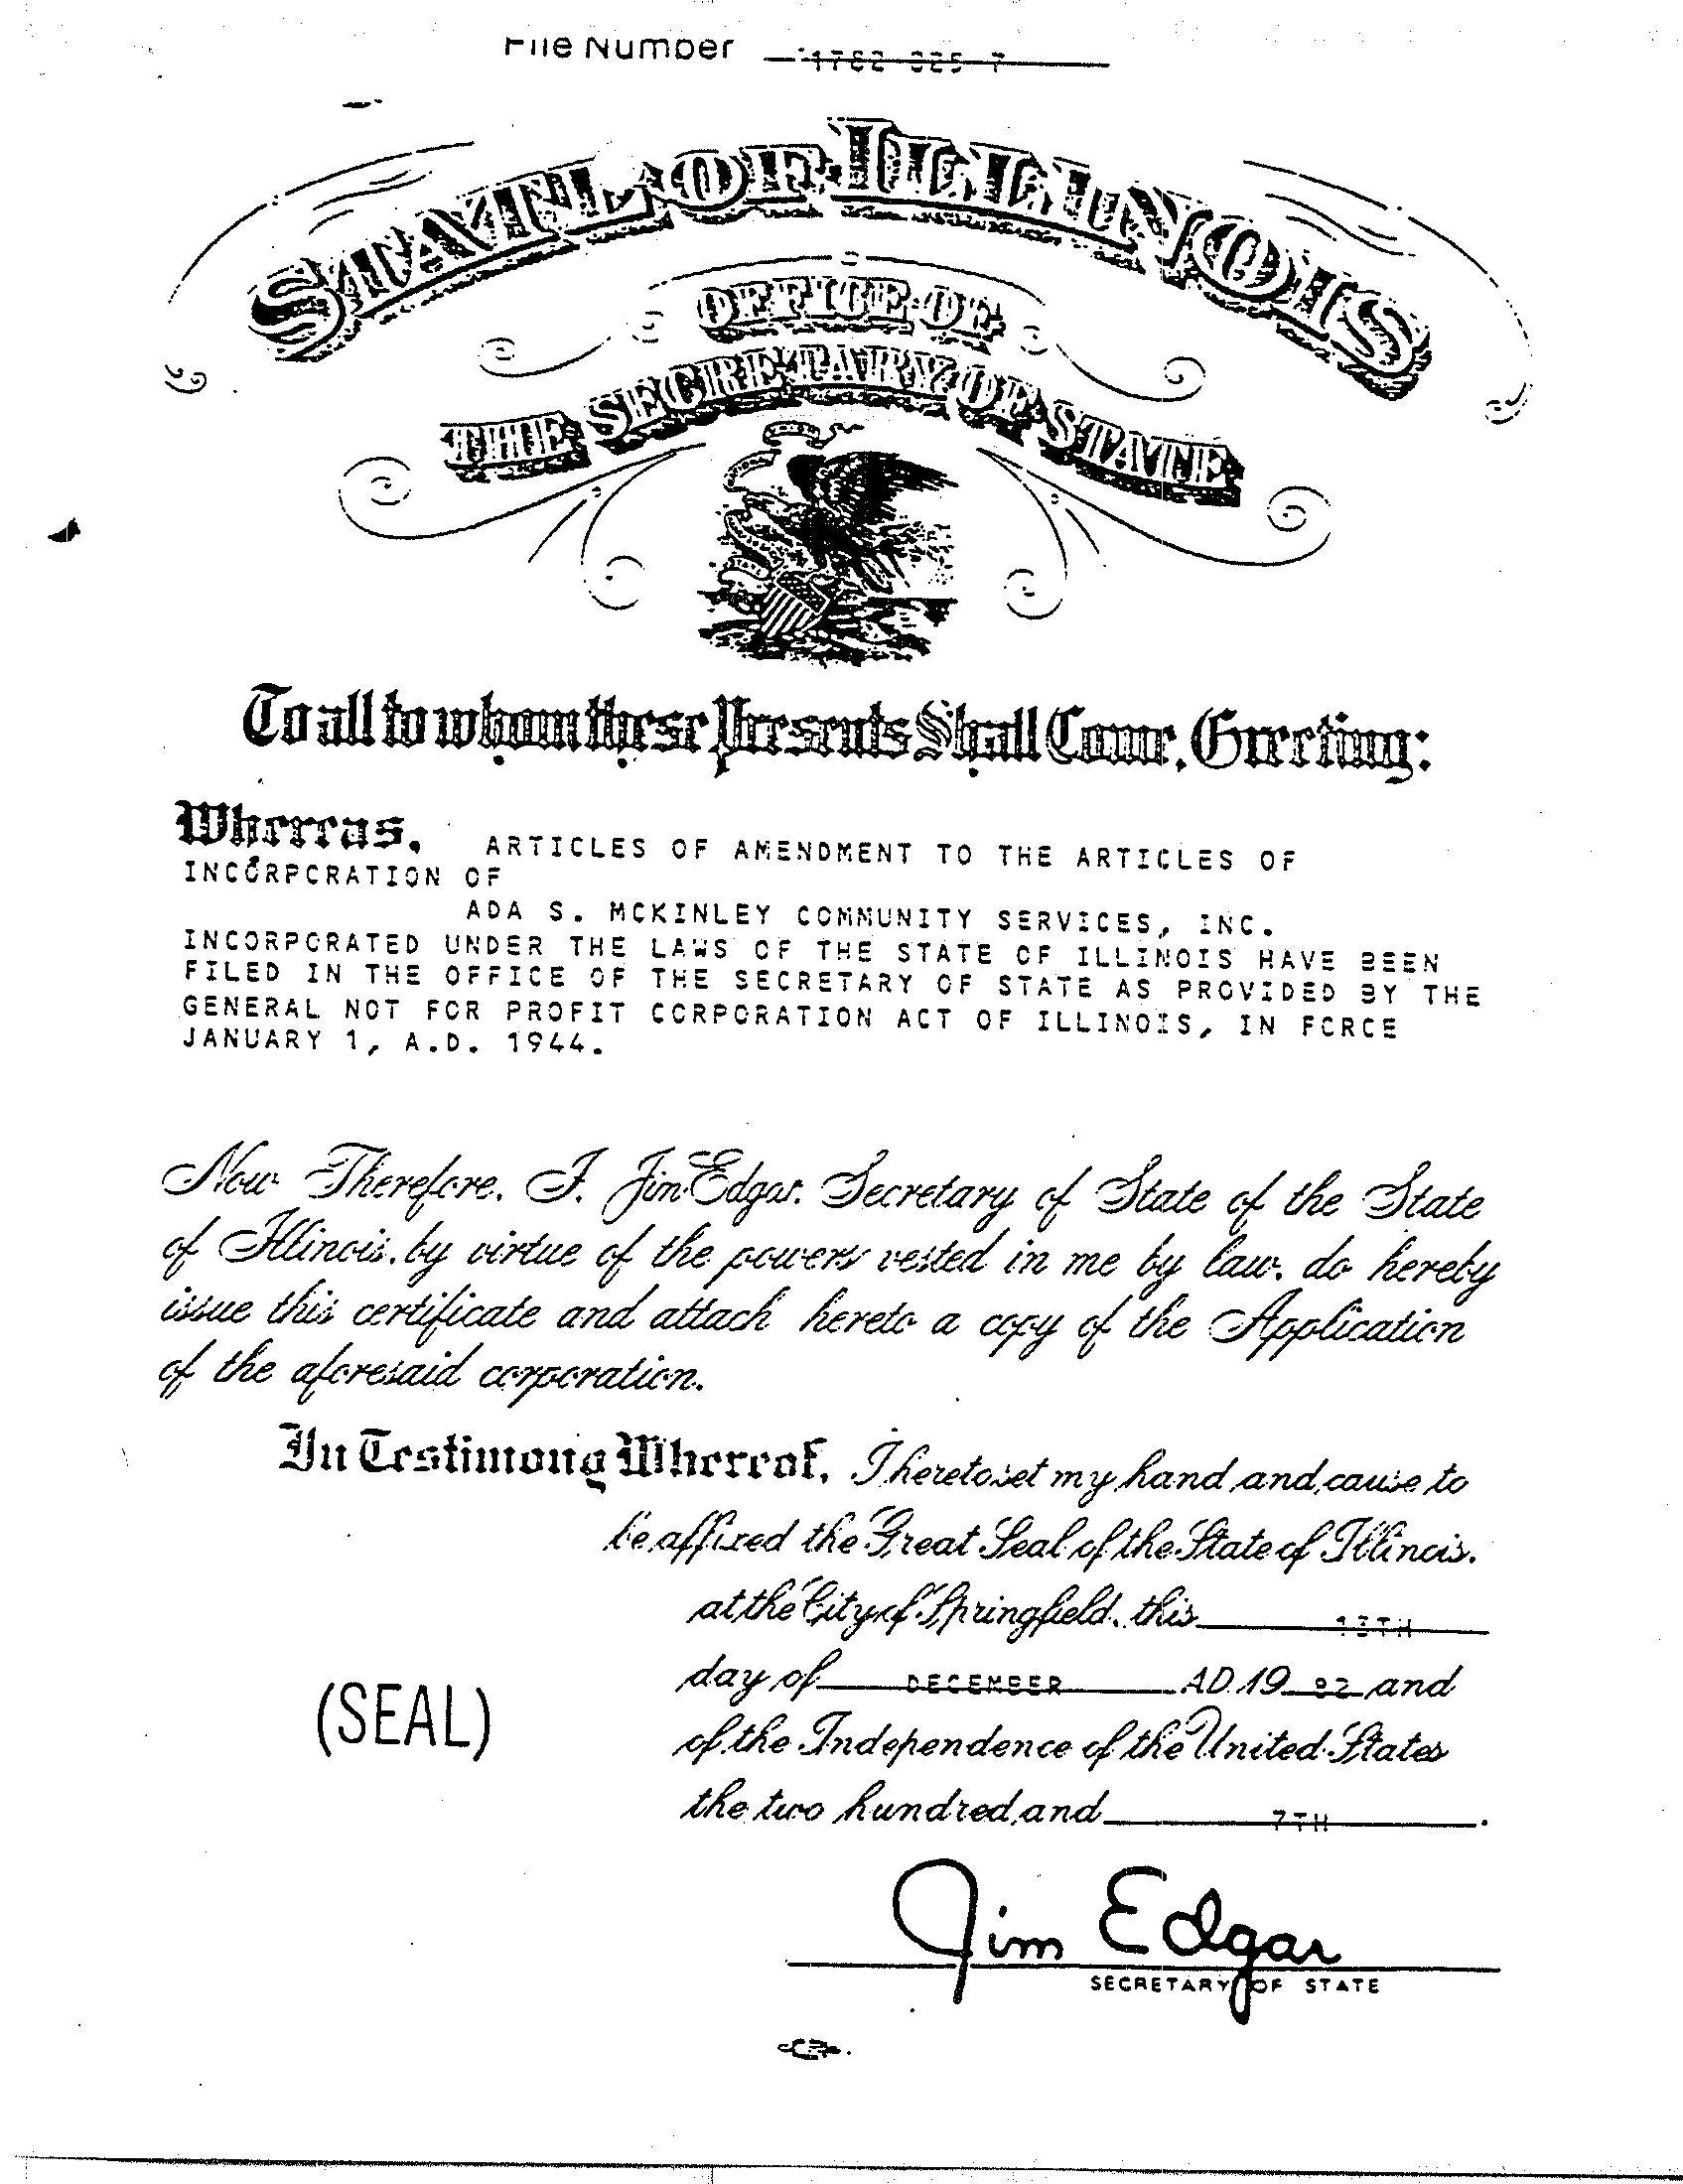 File Number
STATE OF ILLINOIS
OFFICE OF
THE SECRETARY OF STATE
To all to whom these Presents Shall Come, Greeting:
Whereas, ARTICLES OF AMENDMENT TO THE ARTICLES OF
INCORPORATION OF
ADA S. MCKINLEY COMMUNITY SERVICES, INC.
INCORPORATED UNDER THE LAWS OF THE STATE OF ILLINOIS HAVE BEEN
FILED IN THE OFFICE OF THE SECRETARY OF STATE AS PROVIDED BY THE
GENERAL NOT FOR PROFIT CORPORATION ACT OF ILLINOIS, IN FORCE
JANUARY 1, A.D. 1944.
Now Therefore, I, Jim Edgar, Secretary of State of the State
of Illinois, by virtue of the powers vested in me by law, do hereby
issue this certificate and attach hereto a copy of the Application
of the aforesaid corporation.
In Testimony Whereof, I hereto set my hand and cause to
be affixed the Great Seal of the State of Illinois,
at the City of Springfield, this 13TH
day of DECEMBER A.D. 19 82 and
(SEAL)
of the Independence of the United States
the two hundred and 7TH.
Jim Edgar
SECRETARY OF STATE